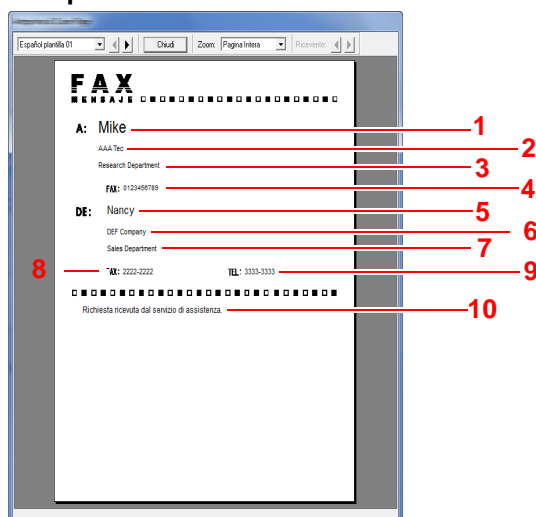 Español plantilla 01 Chiudi Zoom: Pagina Intera Ricevente:
FAX
MENSAJE
A: Mike 1
AAA Tec 2
Research Department 3
FAX: 0123456789 4
DE: Nancy 5
DEF Company 6
Sales Department 7
8 FAX: 2222-2222 TEL: 3333-3333 9
Richiesta ricevuta dal servizio di assistenza. 10